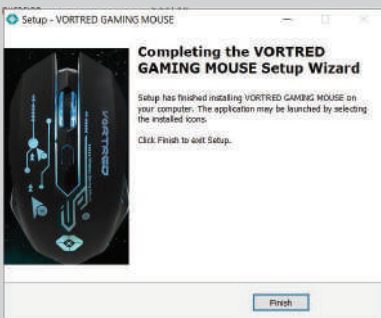 Setup - VORTRED GAMING MOUSE
Completing the VORTRED
GAMING MOUSE Setup Wizard
Setup has finished installing VORTRED GAMING MOUSE on
your computer. The application may be launched by selecting
the installed icons.
Click Finish to exit Setup.
VORTRED
Finish